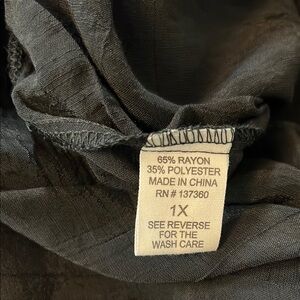 65% RAYON
35% POLYESTER
MADE IN CHINA
RN # 137360
1X
SEE REVERSE
FOR THE
WASH CARE